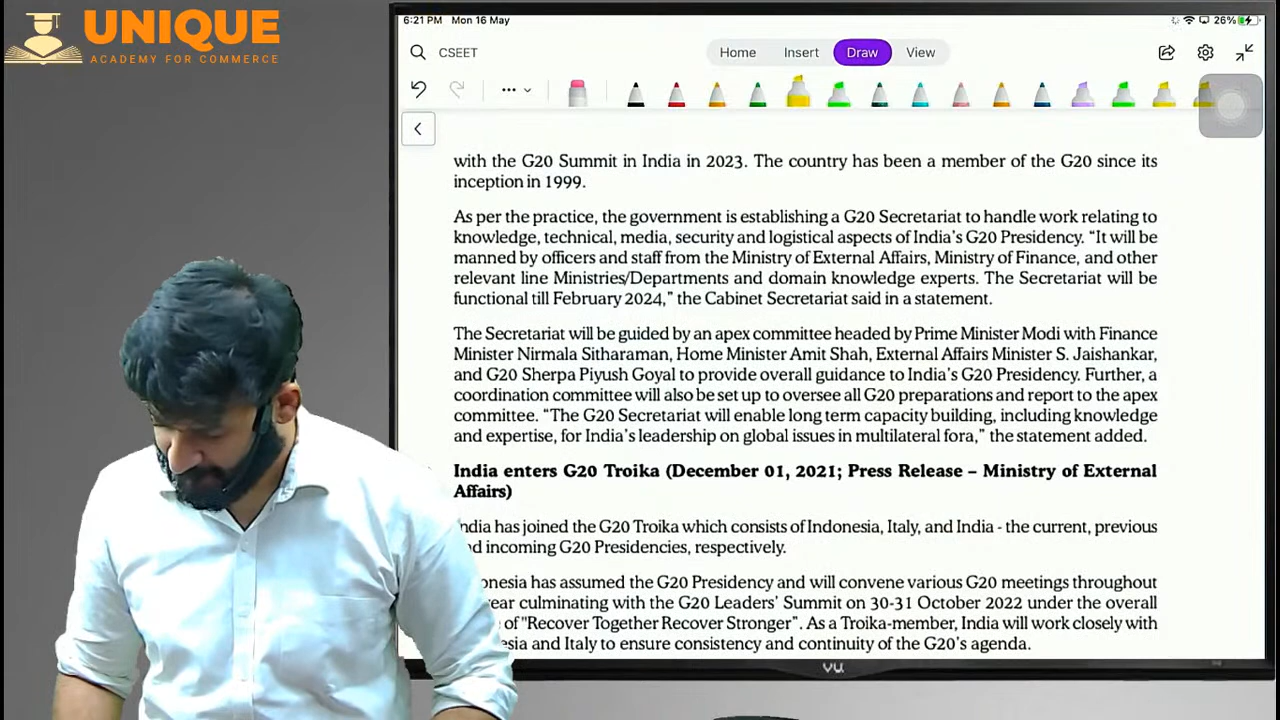 UNIQUE
ACADEMY FOR COMMERCE
6:21 PM Mon 16 May
26%
CSEET
Home Insert Draw View
with the G20 Summit in India in 2023. The country has been a member of the G20 since its
inception in 1999.
As per the practice, the government is establishing a G20 Secretariat to handle work relating to
knowledge, technical, media, security and logistical aspects of India's G20 Presidency. "It will be
manned by officers and staff from the Ministry of External Affairs, Ministry of Finance, and other
relevant line Ministries/Departments and domain knowledge experts. The Secretariat will be
functional till February 2024," the Cabinet Secretariat said in a statement.
The Secretariat will be guided by an apex committee headed by Prime Minister Modi with Finance
Minister Nirmala Sitharaman, Home Minister Amit Shah, External Affairs Minister S. Jaishankar,
and G20 Sherpa Piyush Goyal to provide overall guidance to India's G20 Presidency. Further, a
coordination committee will also be set up to oversee all G20 preparations and report to the apex
committee. "The G20 Secretariat will enable long term capacity building, including knowledge
and expertise, for India's leadership on global issues in multilateral fora," the statement added.
India enters G20 Troika (December 01, 2021; Press Release – Ministry of External
Affairs)
India has joined the G20 Troika which consists of Indonesia, Italy, and India - the current, previous
incoming G20 Presidencies, respectively.
has assumed the G20 Presidency and will convene various G20 meetings throughout
culminating with the G20 Leaders' Summit on 30-31 October 2022 under the overall
of "Recover Together Recover Stronger". As a Troika-member, India will work closely with
and Italy to ensure consistency and continuity of the G20's agenda.
vu